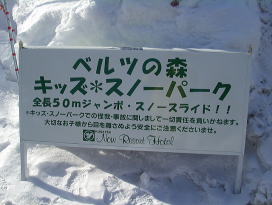 ベルツの森
キッズ*スノーパーク
全長50mジャンボ・スノースライド!!
*キッズ・スノーパークでの怪我・事故に関しまして一切責任を負いかねます。
大切なお子様から目を離さぬよう安全にご注意くださいませ。
New Resort Hotel